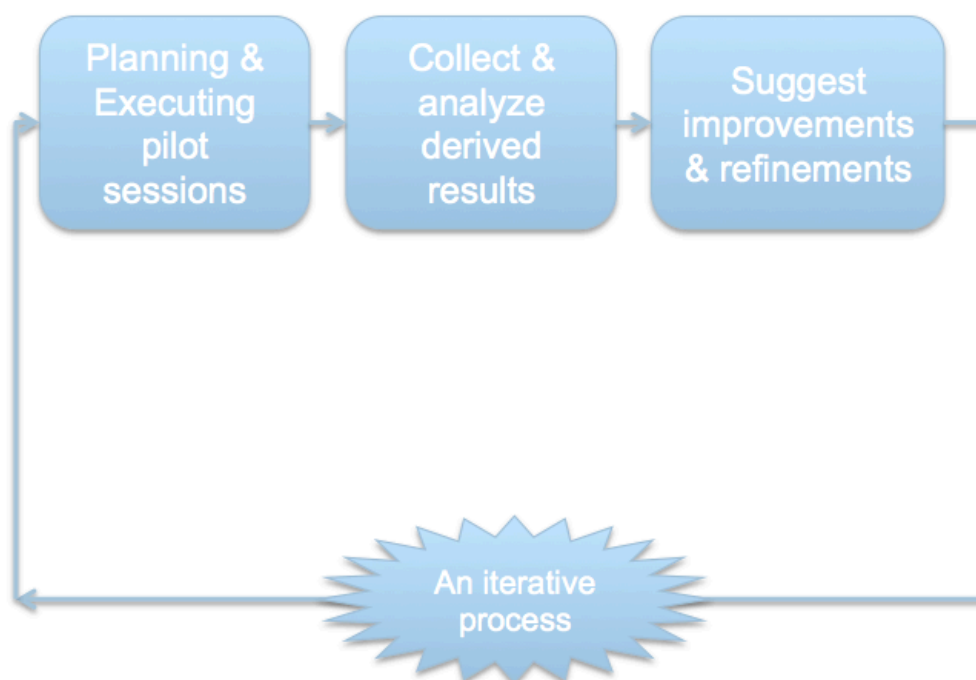 Planning &
Executing
pilot
sessions
Collect &
analyze
derived
results
Suggest
improvements
& refinements
An iterative
process